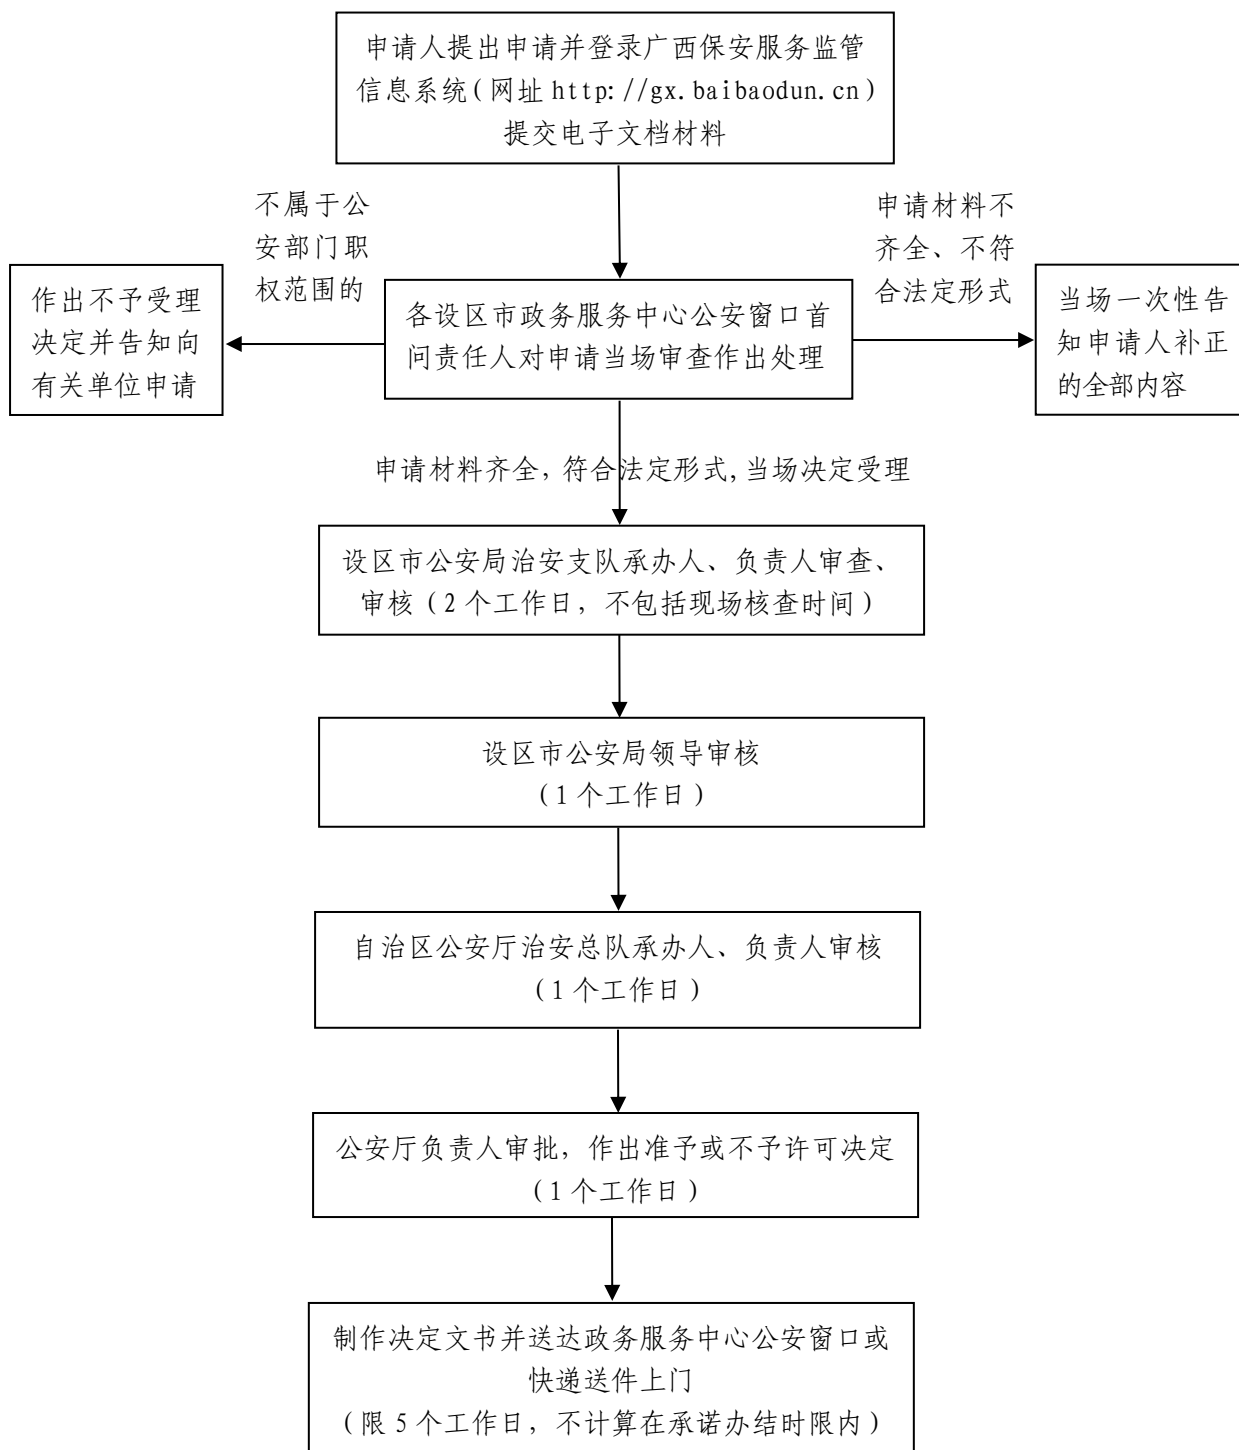 申请人提出申请并登录广西保安服务监管
信息系统(网址 http://gx.baibaodun.cn)
提交电子文档材料
不属于公
安部门职
权范围的
申请材料不
齐全、不符
合法定形式
作出不予受理
决定并告知向
有关单位申请
各设区市政务服务中心公安窗口首
问责任人对申请当场审查作出处理
当场一次性告
知申请人补正
的全部内容
申请材料齐全，符合法定形式,当场决定受理
设区市公安局治安支队承办人、负责人审查、
审核（2 个工作日，不包括现场核查时间）
设区市公安局领导审核
（1 个工作日）
自治区公安厅治安总队承办人、负责人审核
（1 个工作日）
公安厅负责人审批，作出准予或不予许可决定
（1 个工作日）
制作决定文书并送达政务服务中心公安窗口或
快递送件上门
（限 5 个工作日，不计算在承诺办结时限内）